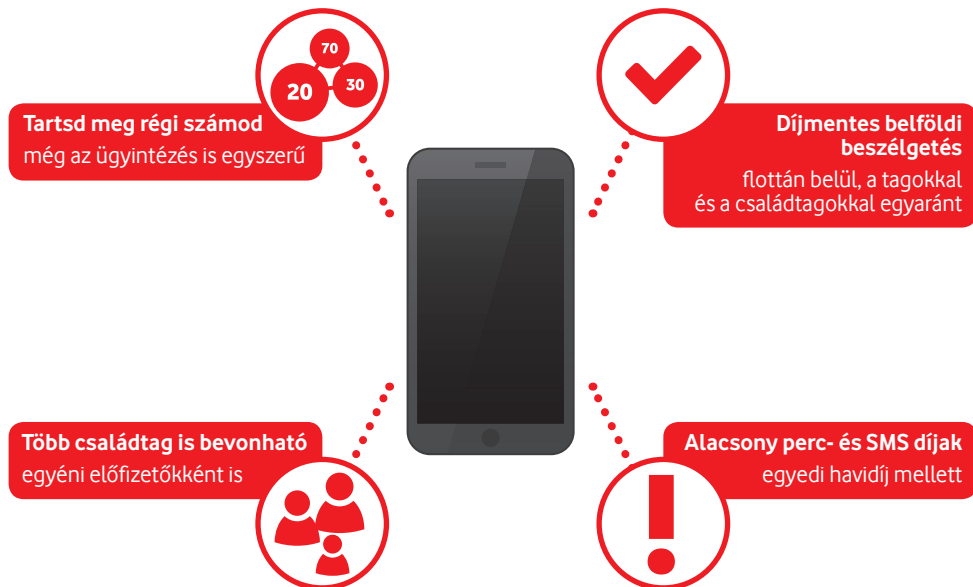 70
20
30
Tartsd meg régi számod
még az ügyintézés is egyszerű
Díjmentes belföldi
beszélgetés
flottán belül, a tagokkal
és a családtagokkal egyaránt
Több családtag is bevonható
egyéni előfizetőkként is
Alacsony perc- és SMS díjak
egyedi havidíj mellett